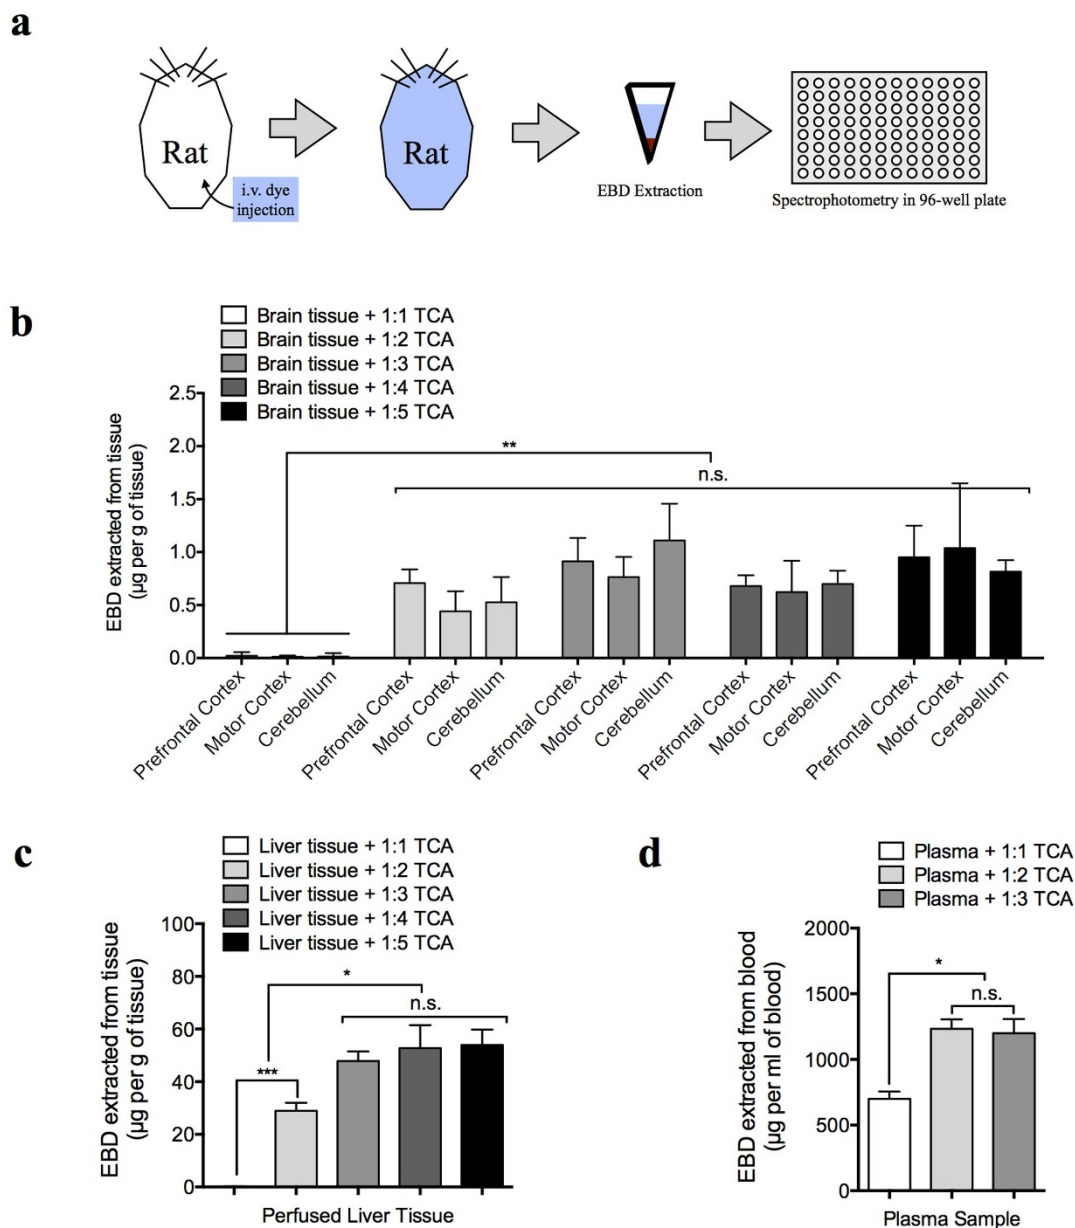 a
Rat
i.v. dye
injection
Rat
EBD Extraction
Spectrophotometry in 96-well plate
b
Brain tissue + 1:1 TCA
Brain tissue + 1:2 TCA
Brain tissue + 1:3 TCA
Brain tissue + 1:4 TCA
Brain tissue + 1:5 TCA
EBD extracted from tissue
(µg per g of tissue)
2.5
2.0
1.5
1.0
0.5
0.0
**
n.s.
Prefrontal Cortex
Motor Cortex
Cerebellum
Prefrontal Cortex
Motor Cortex
Cerebellum
Prefrontal Cortex
Motor Cortex
Cerebellum
Prefrontal Cortex
Motor Cortex
Cerebellum
Prefrontal Cortex
Motor Cortex
Cerebellum
c
Liver tissue + 1:1 TCA
Liver tissue + 1:2 TCA
Liver tissue + 1:3 TCA
Liver tissue + 1:4 TCA
Liver tissue + 1:5 TCA
EBD extracted from tissue
(µg per g of tissue)
100
80
60
40
20
0
*
n.s.
***
Perfused Liver Tissue
d
Plasma + 1:1 TCA
Plasma + 1:2 TCA
Plasma + 1:3 TCA
EBD extracted from blood
(µg per ml of blood)
2000
1500
1000
500
0
*
n.s.
Plasma Sample